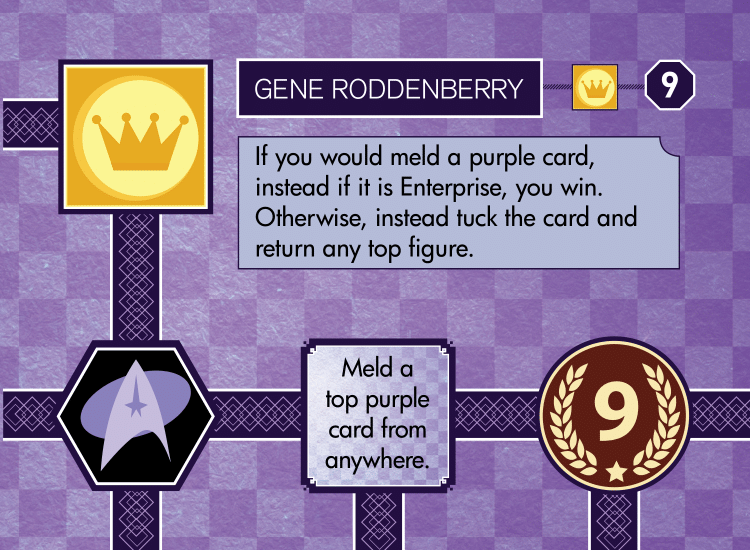 GENE RODDENBERRY
9
If you would meld a purple card,
instead if it is Enterprise, you win.
Otherwise, instead tuck the card and
return any top figure.
Meld a
top purple
card from
anywhere.
9